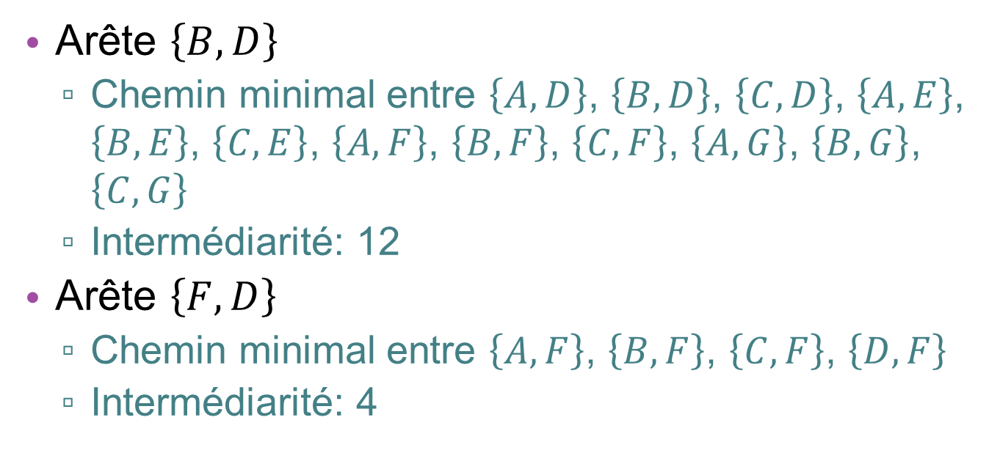 • Arête {B, D}
▫ Chemin minimal entre {A, D}, {B, D}, {C, D}, {A, E},
{B, E}, {C, E}, {A, F}, {B, F}, {C, F}, {A, G}, {B, G},
{C, G}
▫ Intermédiarité: 12
• Arête {F, D}
▫ Chemin minimal entre {A, F}, {B, F}, {C, F}, {D, F}
▫ Intermédiarité: 4